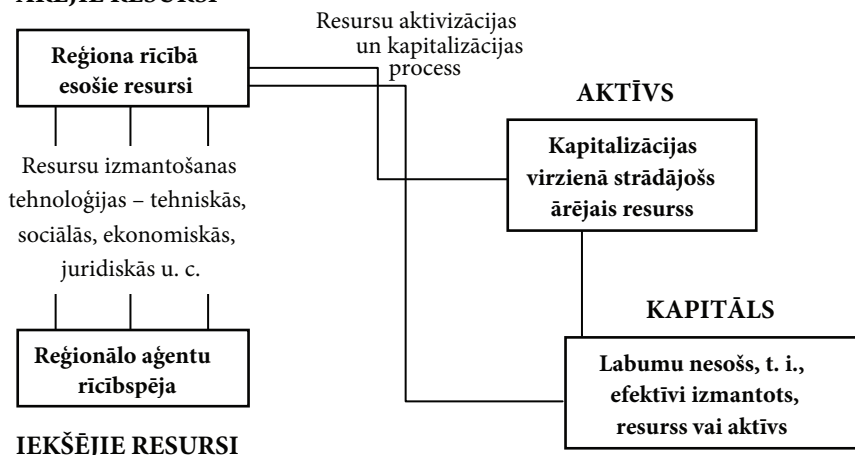 ĀRĒJIE RESURSI
Reģiona rīcībā
esošie resursi
Resursu izmantošanas
tehnoloģijas – tehniskās,
sociālās, ekonomiskās,
juridiskās u. c.
Reģionālo aģentu
rīcībspēja
IEKŠĒJIE RESURSI
Resursu aktivizācijas
un kapitalizācijas
process
AKTĪVS
Kapitalizācijas
virzienā strādājošs
ārējais resurss
KAPITĀLS
Labumu nesošs, t. i.,
efektīvi izmantots,
resurss vai aktīvs